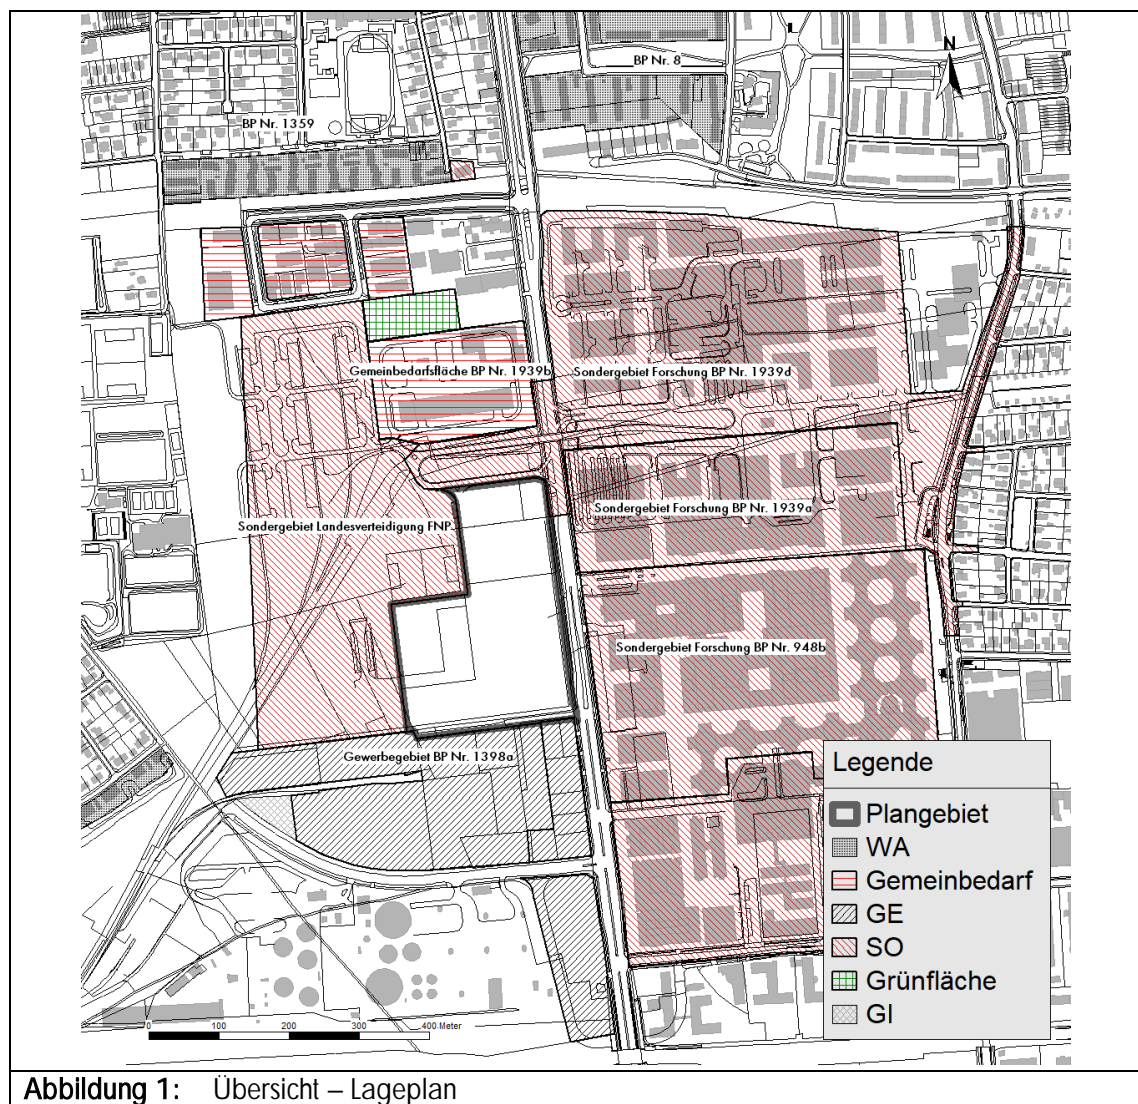 BP Nr. 8
N
BP Nr. 1359
Gemeinbedarfsfläche BP Nr. 1939b
Sondergebiet Forschung BP Nr. 1939d
Sondergebiet Forschung BP Nr. 1939a
Sondergebiet Landesverteidigung FNP
Sondergebiet Forschung BP Nr. 948b
Gewerbegebiet BP Nr. 1398a
Legende
Plangebiet
WA
Gemeinbedarf
GE
SO
Grünfläche
GI
0 100 200 300 400 Meter
Abbildung 1: Übersicht – Lageplan